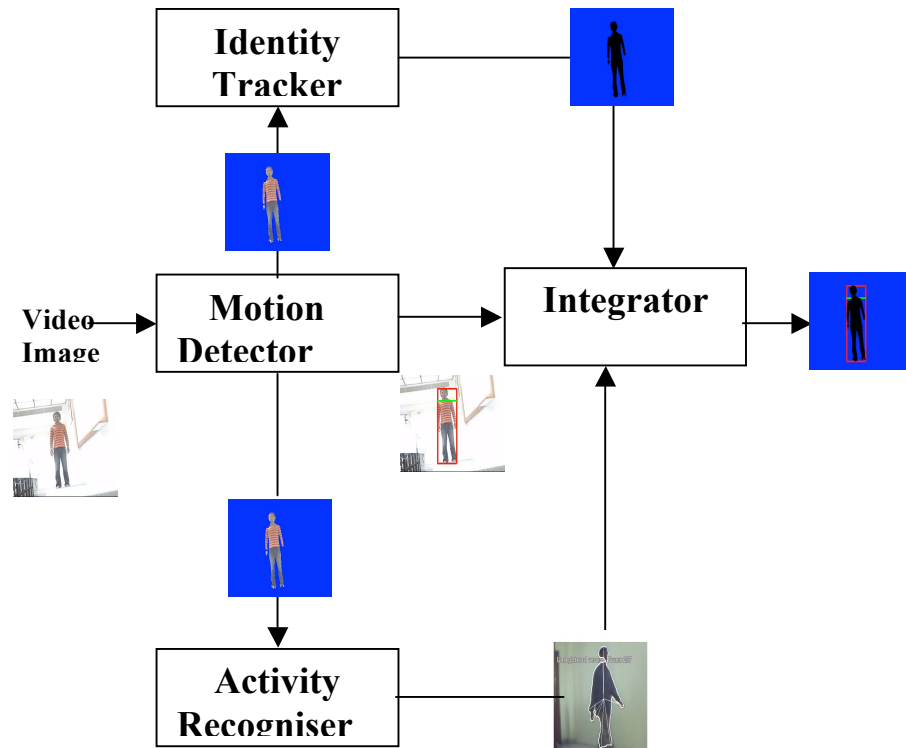 Identity
Tracker
Video
Image
Motion
Detector
Integrator
Activity
Recogniser